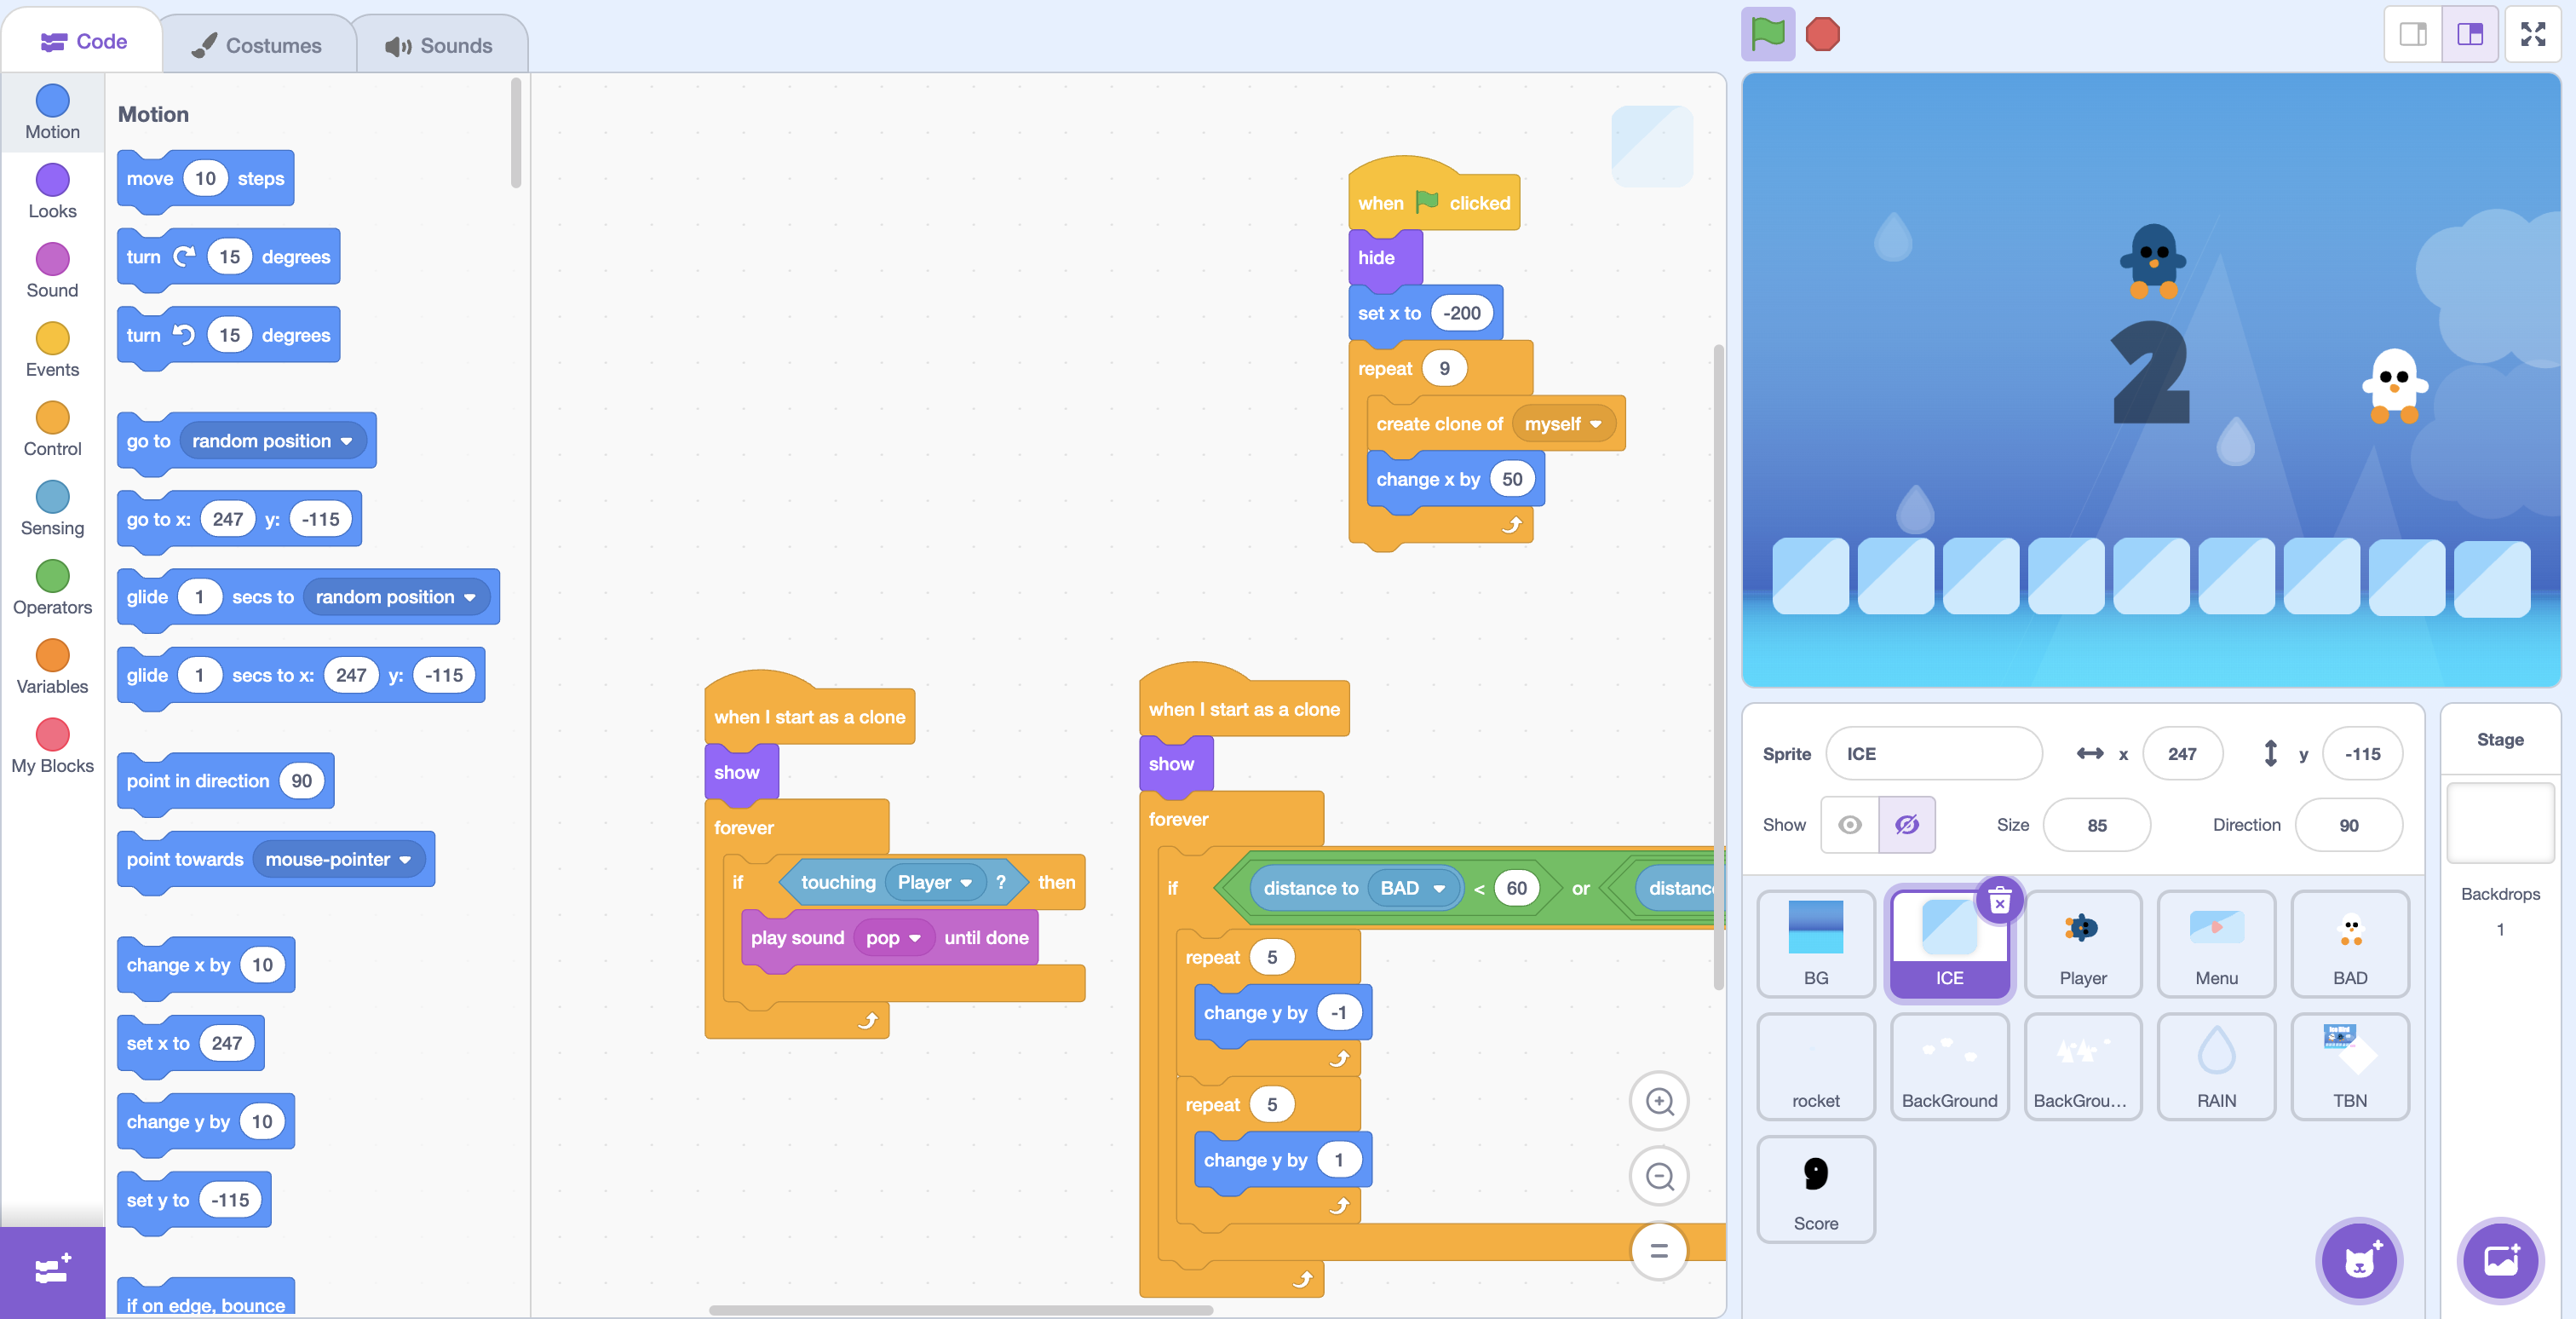 Code
Costumes
Sounds
Motion
Looks
Sound
Events
Control
Sensing
Operators
Variables
My Blocks
Motion
move 10 steps
turn 15 degrees
turn 15 degrees
go to random position
go to x: 247 y: -115
glide 1 secs to random position
glide 1 secs to x: 247 y: -115
point in direction 90
point towards mouse-pointer
change x by 10
set x to 247
change y by 10
set y to -115
if on edge, bounce
when clicked
hide
set x to -200
repeat 9
create clone of myself
change x by 50
when I start as a clone
show
forever
if touching Player ? then
play sound pop until done
when I start as a clone
show
forever
if distance to BAD < 60 or
repeat 5
change y by -1
repeat 5
change y by 1
2
Sprite ICE x 247 y -115
Show Size 85 Direction 90
BG
ICE
Player
Menu
BAD
rocket
BackGround
BackGrou...
RAIN
TBN
9
Score
Stage
Backdrops
1